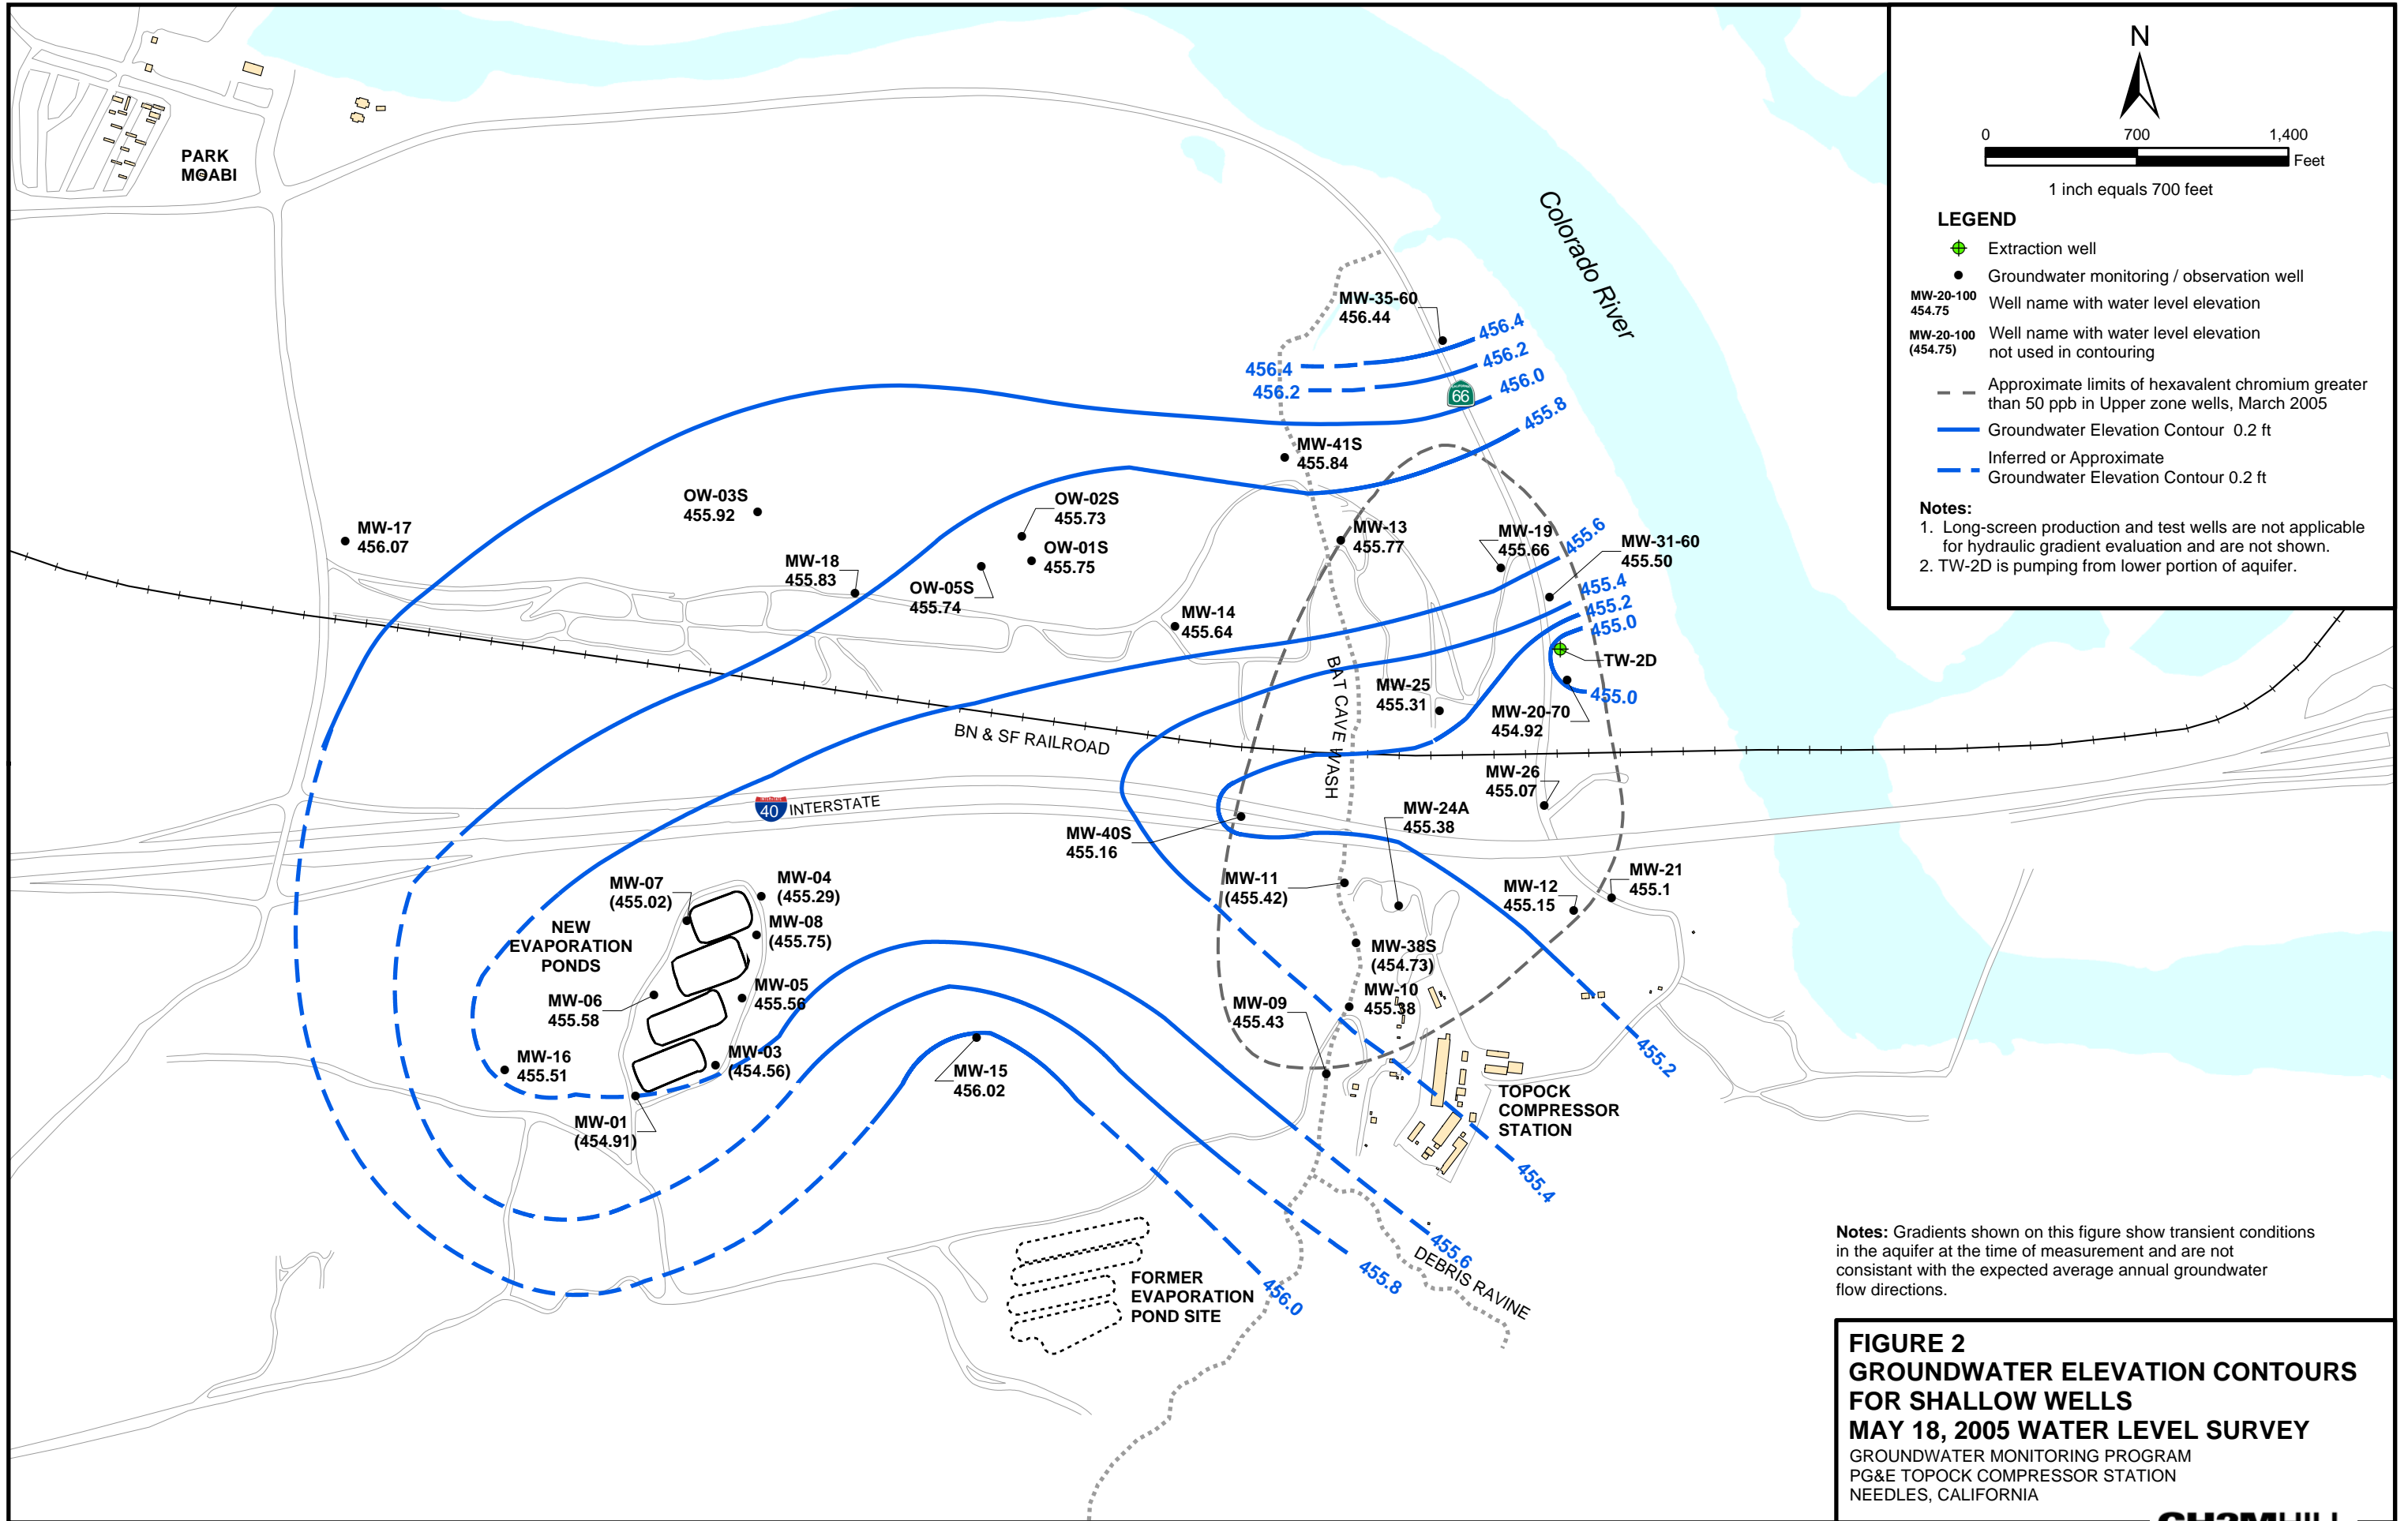 N
0 700 1,400
Feet
1 inch equals 700 feet
LEGEND
Extraction well
Groundwater monitoring / observation well
MW-20-100
454.75
Well name with water level elevation
MW-20-100
(454.75)
Well name with water level elevation
not used in contouring
Approximate limits of hexavalent chromium greater
than 50 ppb in Upper zone wells, March 2005
Groundwater Elevation Contour 0.2 ft
Inferred or Approximate
Groundwater Elevation Contour 0.2 ft
Notes:
1. Long-screen production and test wells are not applicable
for hydraulic gradient evaluation and are not shown.
2. TW-2D is pumping from lower portion of aquifer.
PARK
MOABI
Colorado River
MW-35-60
456.44
456.4
456.2
456.0
455.8
456.4
456.2
66
MW-41S
455.84
OW-03S
455.92
OW-02S
455.73
OW-01S
455.75
OW-05S
455.74
MW-17
456.07
MW-18
455.83
MW-13
455.77
MW-19
455.66
455.6
MW-31-60
455.50
455.4
455.2
455.0
MW-14
455.64
TW-2D
455.0
MW-25
455.31
MW-20-70
454.92
BAT CAVE WASH
BN & SF RAILROAD
40
INTERSTATE
MW-26
455.07
MW-24A
455.38
MW-40S
455.16
MW-11
(455.42)
MW-12
455.15
MW-21
455.1
MW-07
(455.02)
MW-04
(455.29)
MW-08
(455.75)
NEW
EVAPORATION
PONDS
MW-38S
(454.73)
MW-06
455.58
MW-05
455.56
MW-09
455.43
MW-10
455.38
MW-16
455.51
MW-03
(454.56)
MW-15
456.02
MW-01
(454.91)
455.2
TOPOCK
COMPRESSOR
STATION
455.4
455.6
455.8
456.0
DEBRIS RAVINE
FORMER
EVAPORATION
POND SITE
Notes: Gradients shown on this figure show transient conditions
in the aquifer at the time of measurement and are not
consistant with the expected average annual groundwater
flow directions.
FIGURE 2
GROUNDWATER ELEVATION CONTOURS
FOR SHALLOW WELLS
MAY 18, 2005 WATER LEVEL SURVEY
GROUNDWATER MONITORING PROGRAM
PG&E TOPOCK COMPRESSOR STATION
NEEDLES, CALIFORNIA
CH2MHILL